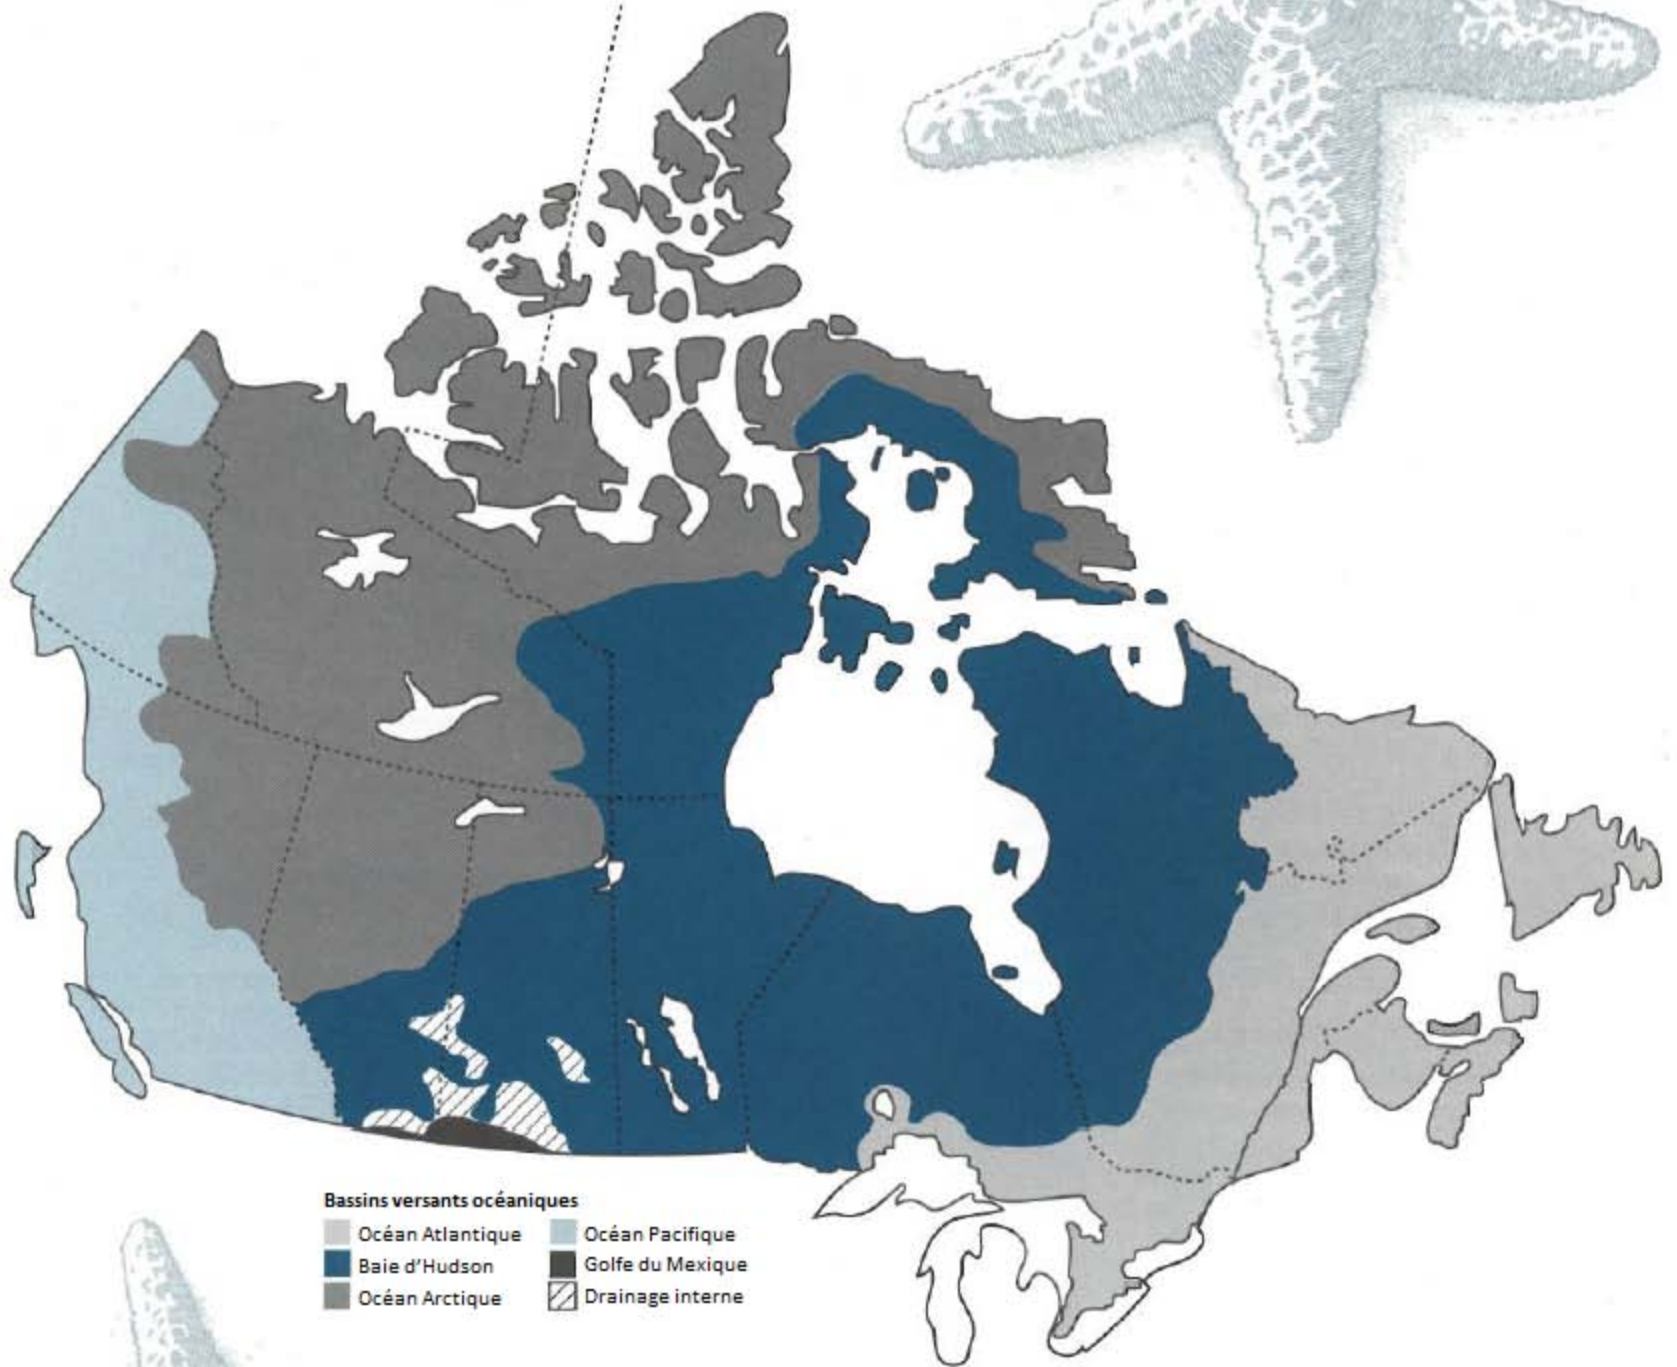 Bassins versants océaniques
Océan Atlantique
Océan Pacifique
Baie d'Hudson
Golfe du Mexique
Océan Arctique
Drainage interne